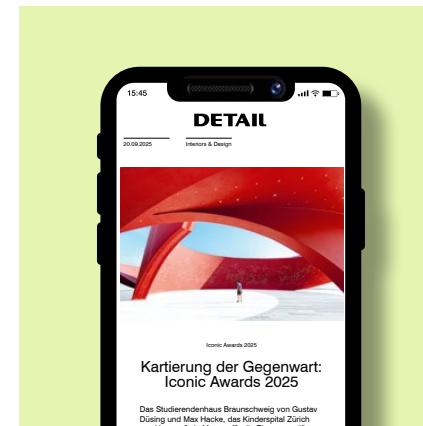 15:45
DETAIL
20.09.2025
Interiors & Design
Iconic Awards 2025
Kartierung der Gegenwart:
Iconic Awards 2025
Das Studierendenhaus Braunschweig von Gustav
Düsing und Max Hacke, das Kinderspital Zürich